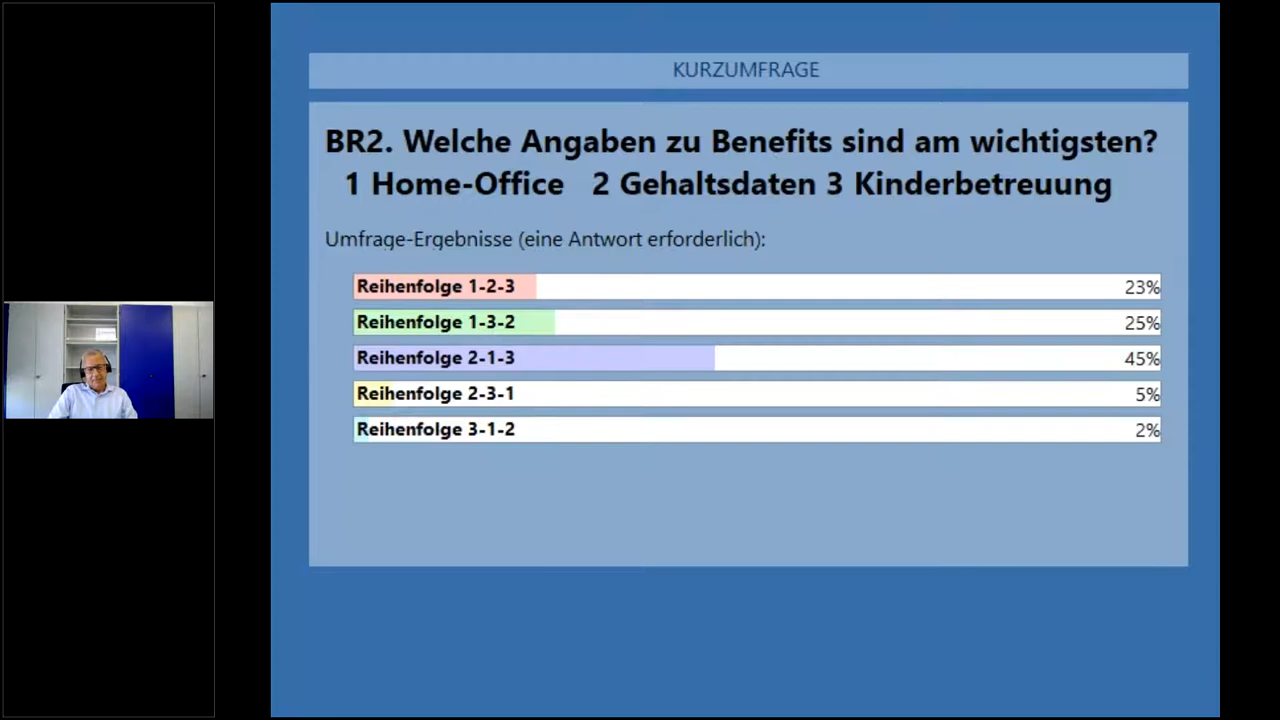 KURZUMFRAGE
BR2. Welche Angaben zu Benefits sind am wichtigsten?
1 Home-Office 2 Gehaltsdaten 3 Kinderbetreuung
Umfrage-Ergebnisse (eine Antwort erforderlich):
Reihenfolge 1-2-3 23%
Reihenfolge 1-3-2 25%
Reihenfolge 2-1-3 45%
Reihenfolge 2-3-1 5%
Reihenfolge 3-1-2 2%